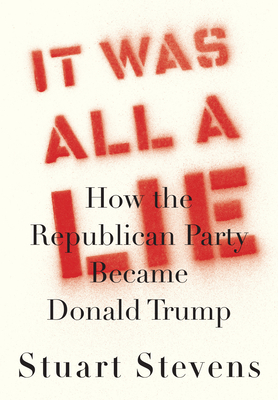 IT WAS
ALL A
LIE
How the
Republican Party
Became
Donald Trump
Stuart Stevens